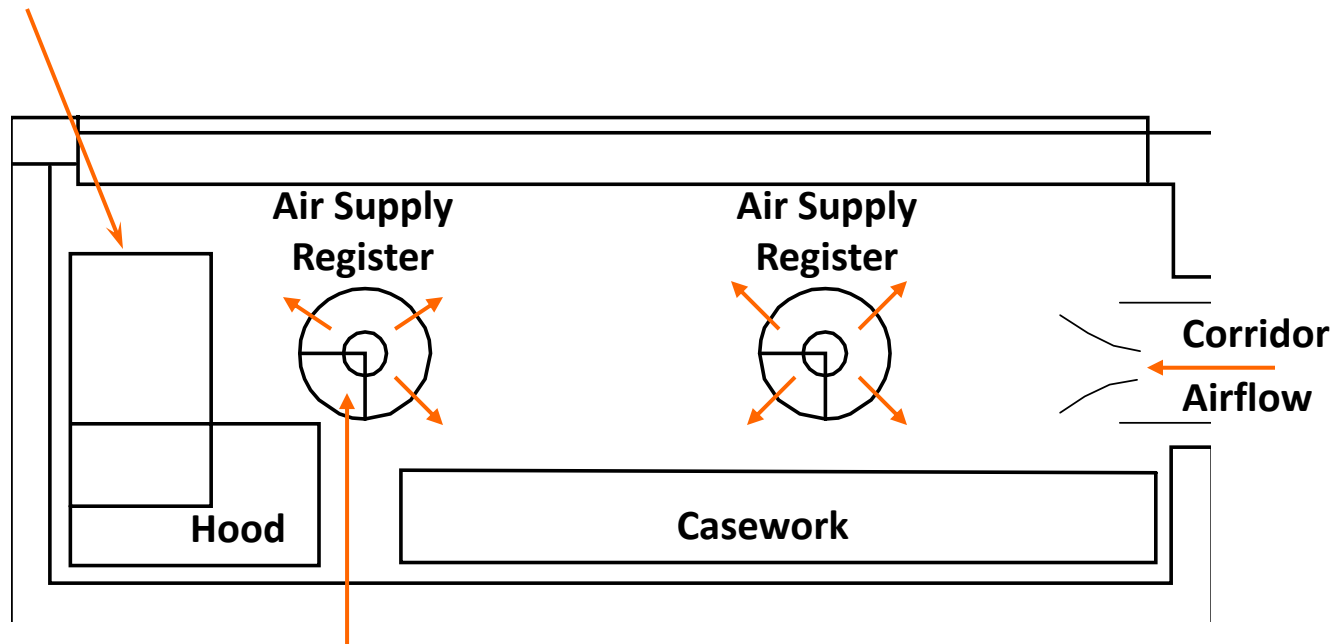 Air Supply
Register
Air Supply
Register
Corridor
Airflow
Hood
Casework